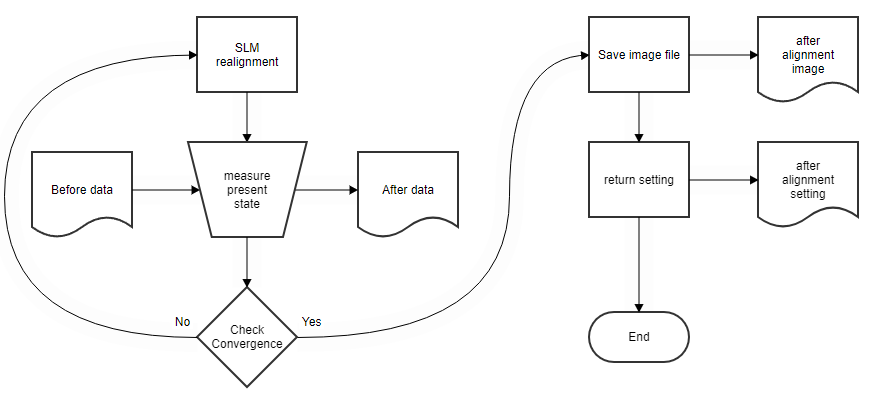 SLM
realignment
measure
present
state
Before data
After data
Check
Convergence
No
Yes
Save image file
after
alignment
image
return setting
after
alignment
setting
End